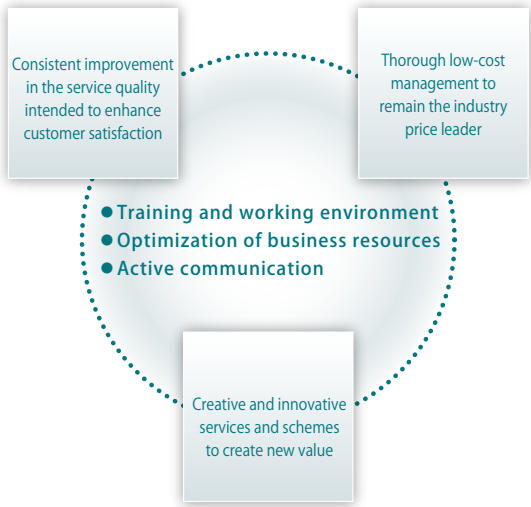 Consistent improvement
in the service quality
intended to enhance
customer satisfaction
Thorough low-cost
management to
remain the industry
price leader
● Training and working environment
● Optimization of business resources
● Active communication
Creative and innovative
services and schemes
to create new value